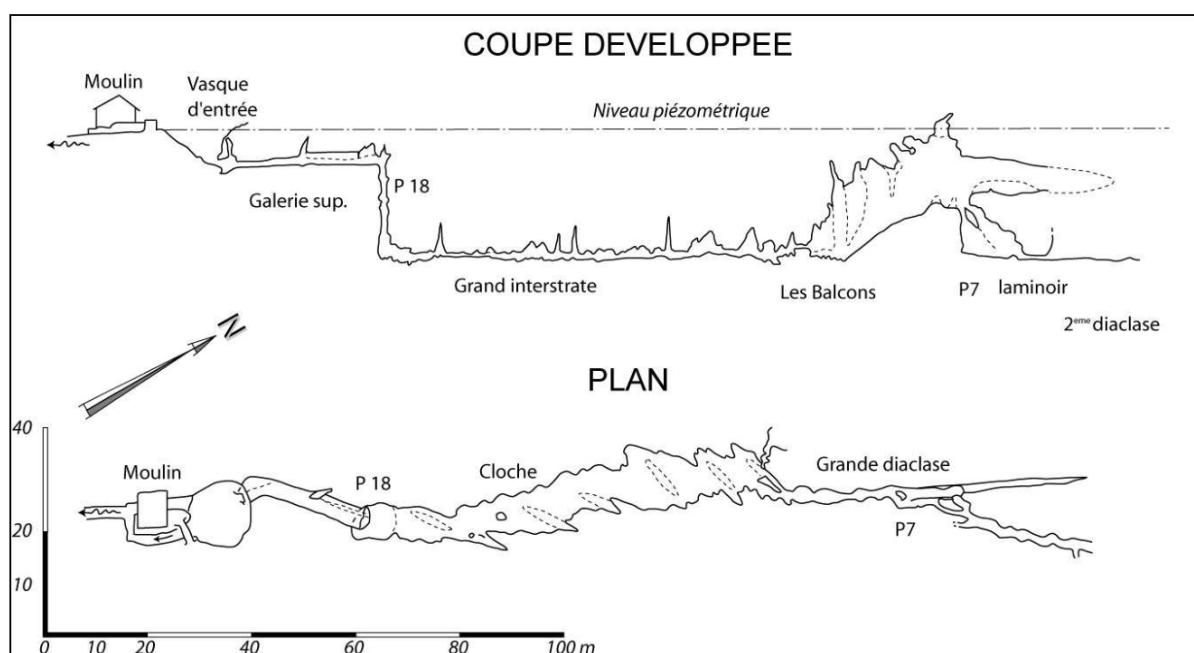 COUPE DEVELOPPEE
Moulin
Vasque
d'entrée
Niveau piézométrique
P 18
Galerie sup.
Grand interstrate
Les Balcons
P7
laminoir
2eme diaclase
N
PLAN
40
20
10
Moulin
P 18
Cloche
Grande diaclase
P7
0 10 20 40 60 80 100 m